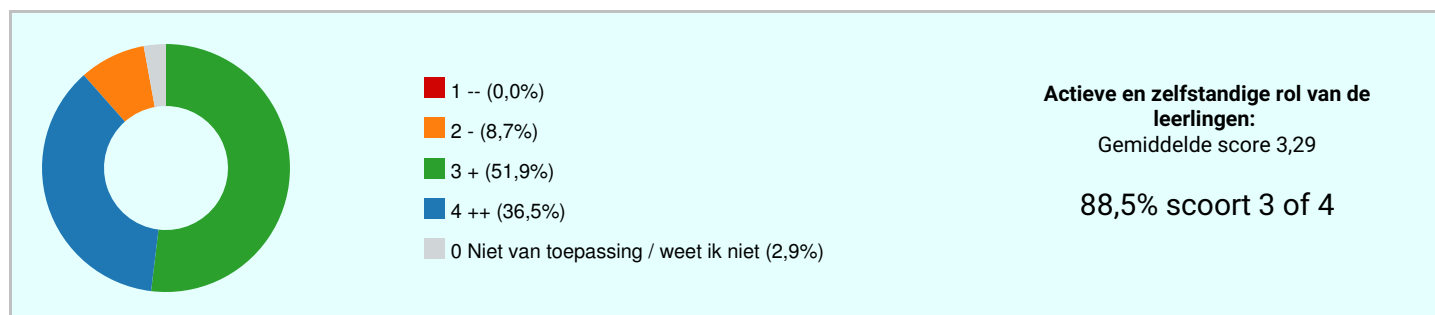 1 -- (0,0%)
2 - (8,7%)
3 + (51,9%)
4 ++ (36,5%)
0 Niet van toepassing / weet ik niet (2,9%)
Actieve en zelfstandige rol van de
leerlingen:
Gemiddelde score 3,29
88,5% scoort 3 of 4